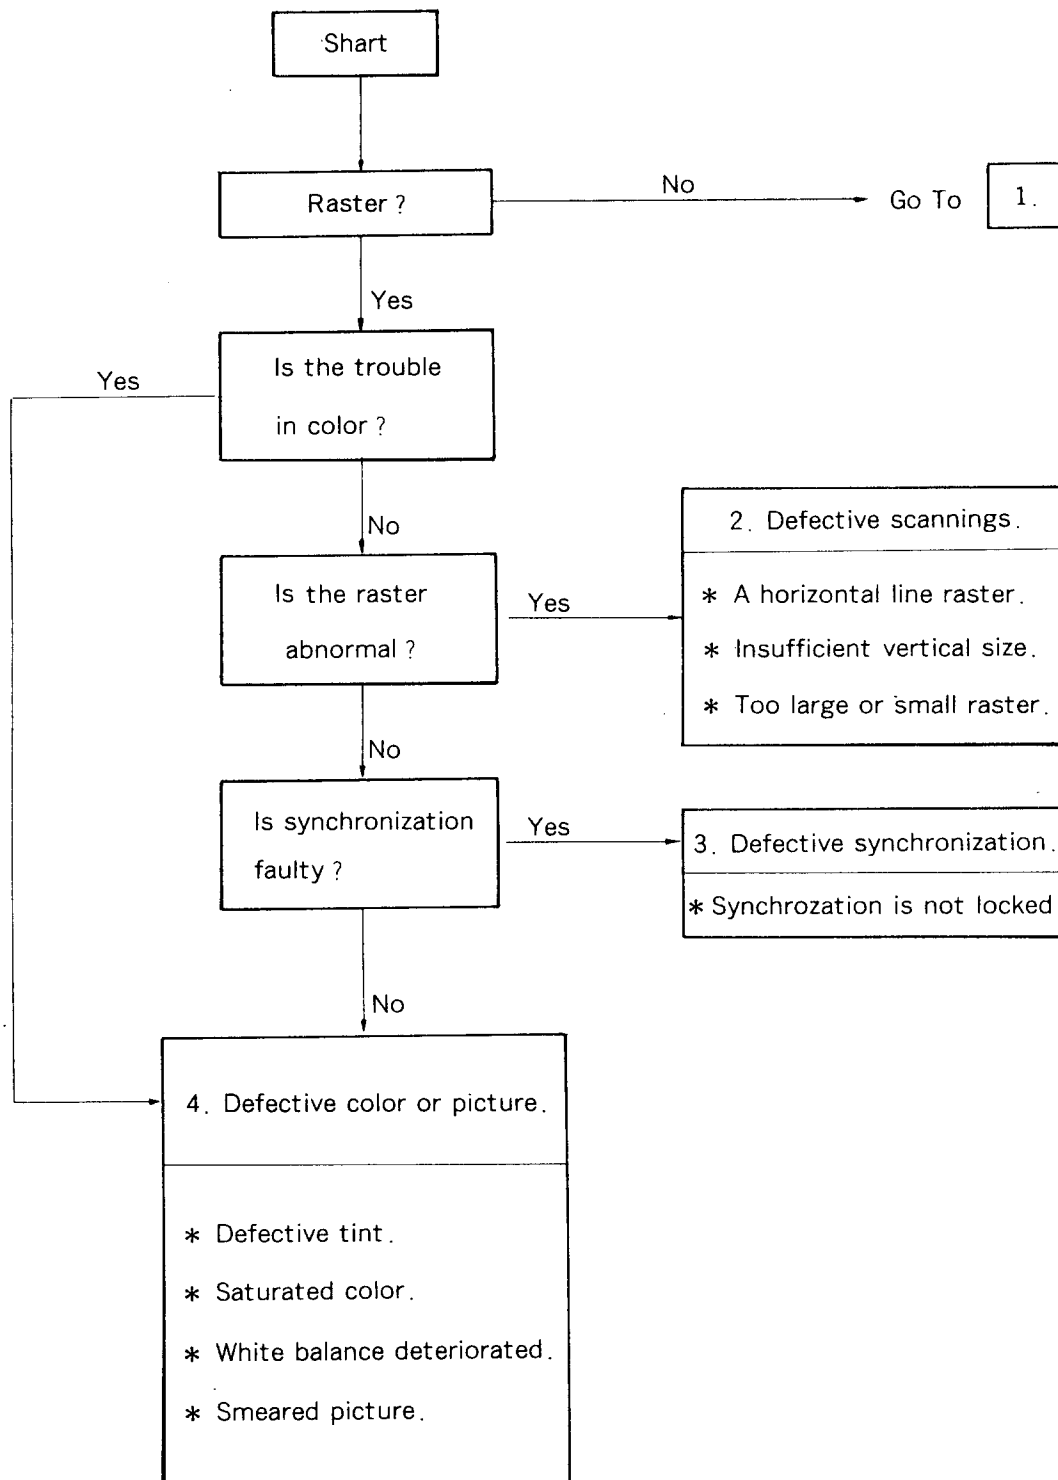 Shart
Raster ?
No
Go To
1.
Yes
Is the trouble
in color ?
Yes
No
2. Defective scannings.
Is the raster
abnormal ?
Yes
* A horizontal line raster.
* Insufficient vertical size.
* Too large or small raster.
No
Is synchronization
faulty ?
Yes
3. Defective synchronization.
* Synchrozation is not locked
No
4. Defective color or picture.
* Defective tint.
* Saturated color.
* White balance deteriorated.
* Smeared picture.